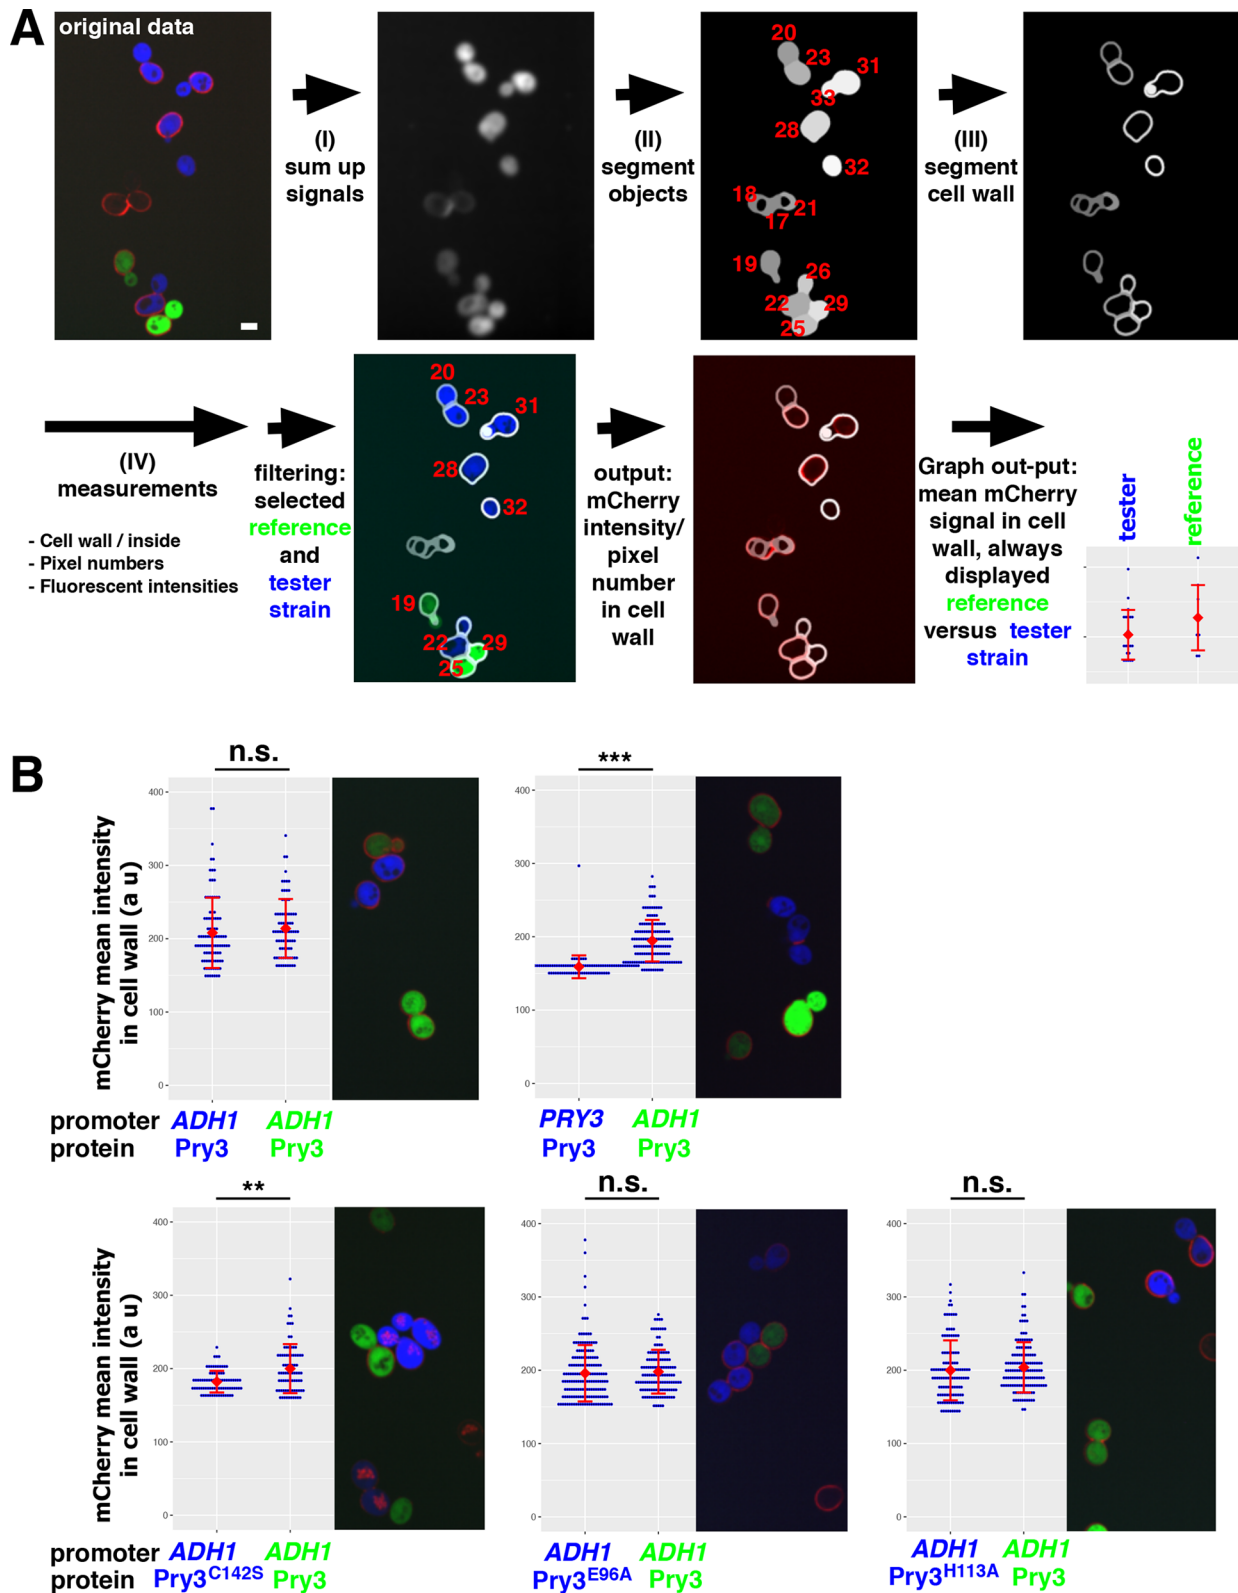 A
original data
(I)
sum up
signals
20
23
31
33
28
32
18
21
17
19
26
22
29
25
(II)
segment
objects
(III)
segment
cell wall
(IV)
measurements
- Cell wall / inside
- Pixel numbers
- Fluorescent intensities
filtering:
selected
reference
and
tester
strain
20
23
31
28
32
19
22
29
25
output:
mCherry
intensity/
pixel
number
in cell
wall
Graph out-put:
mean mCherry
signal in cell
wall, always
displayed
reference
versus tester
strain
tester
reference
B
n.s.
mCherry mean intensity
in cell wall (a u)
400
300
200
100
0
***
400
300
200
100
0
promoter ADH1 ADH1 PRY3 ADH1
protein Pry3 Pry3 Pry3 Pry3
**
mCherry mean intensity
in cell wall (a u)
400
300
200
100
0
n.s.
400
300
200
100
0
n.s.
400
300
200
100
0
promoter ADH1 ADH1 ADH1 ADH1 ADH1 ADH1
protein Pry3C142S Pry3 Pry3E96A Pry3 Pry3H113A Pry3